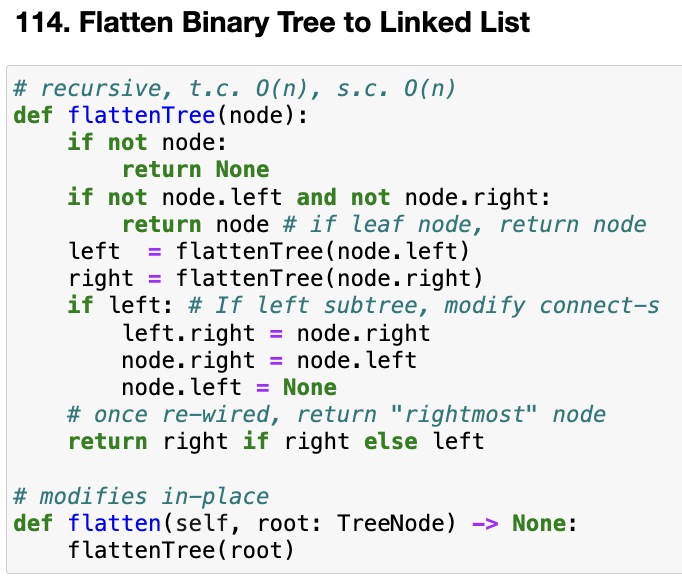 114. Flatten Binary Tree to Linked List
# recursive, t.c. O(n), s.c. O(n)
def flattenTree(node):
    if not node:
        return None
    if not node.left and not node.right:
        return node # if leaf node, return node
    left  = flattenTree(node.left)
    right = flattenTree(node.right)
    if left: # If left subtree, modify connect-s
        left.right = node.right
        node.right = node.left
        node.left = None
    # once re-wired, return "rightmost" node
    return right if right else left

# modifies in-place
def flatten(self, root: TreeNode) -> None:
    flattenTree(root)